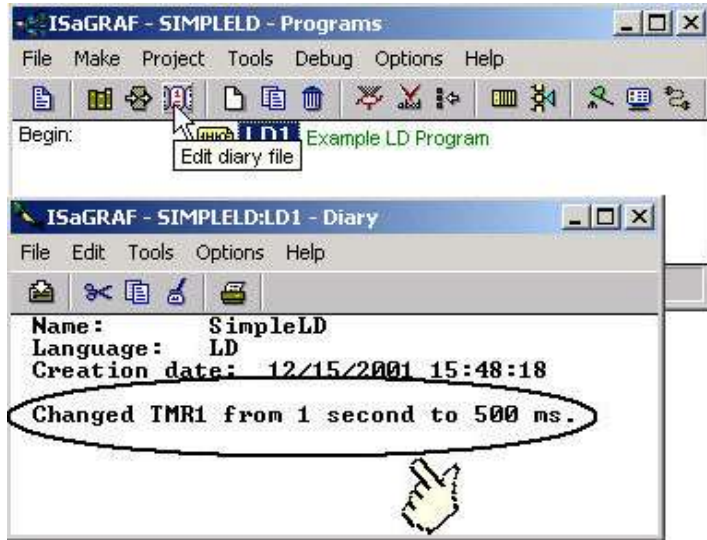 ISaGRAF - SIMPLELD - Programs
File Make Project Tools Debug Options Help
Begin: LD1 Example LD Program
Edit diary file
ISaGRAF - SIMPLELD:LD1 - Diary
File Edit Tools Options Help
Name: SimpleLD
Language: LD
Creation date: 12/15/2001 15:48:18
Changed TMR1 from 1 second to 500 ms.